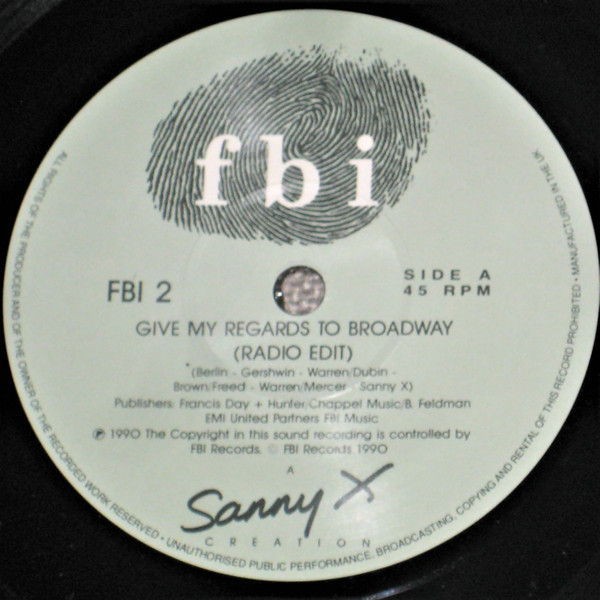 fbi
FBI 2
SIDE A
45 RPM
GIVE MY REGARDS TO BROADWAY
(RADIO EDIT)
(Berlin - Gershwin - Warren/Dubin -
Brown/Freed - Warren/Mercer - Sanny X)
Publishers: Francis Day + Hunter/Chappel Music/B. Feldman
EMI United Partners FBI Music
℗ 1990 The Copyright in this sound recording is controlled by
FBI Records. © FBI Records 1990
A
Sanny X
CREATION
ALL RIGHTS OF THE PRODUCER AND OF THE OWNER OF THE RECORDED WORK RESERVED • UNAUTHORISED PUBLIC PERFORMANCE, BROADCASTING, COPYING AND RENTAL OF THIS RECORD PROHIBITED • MANUFACTURED IN THE UK